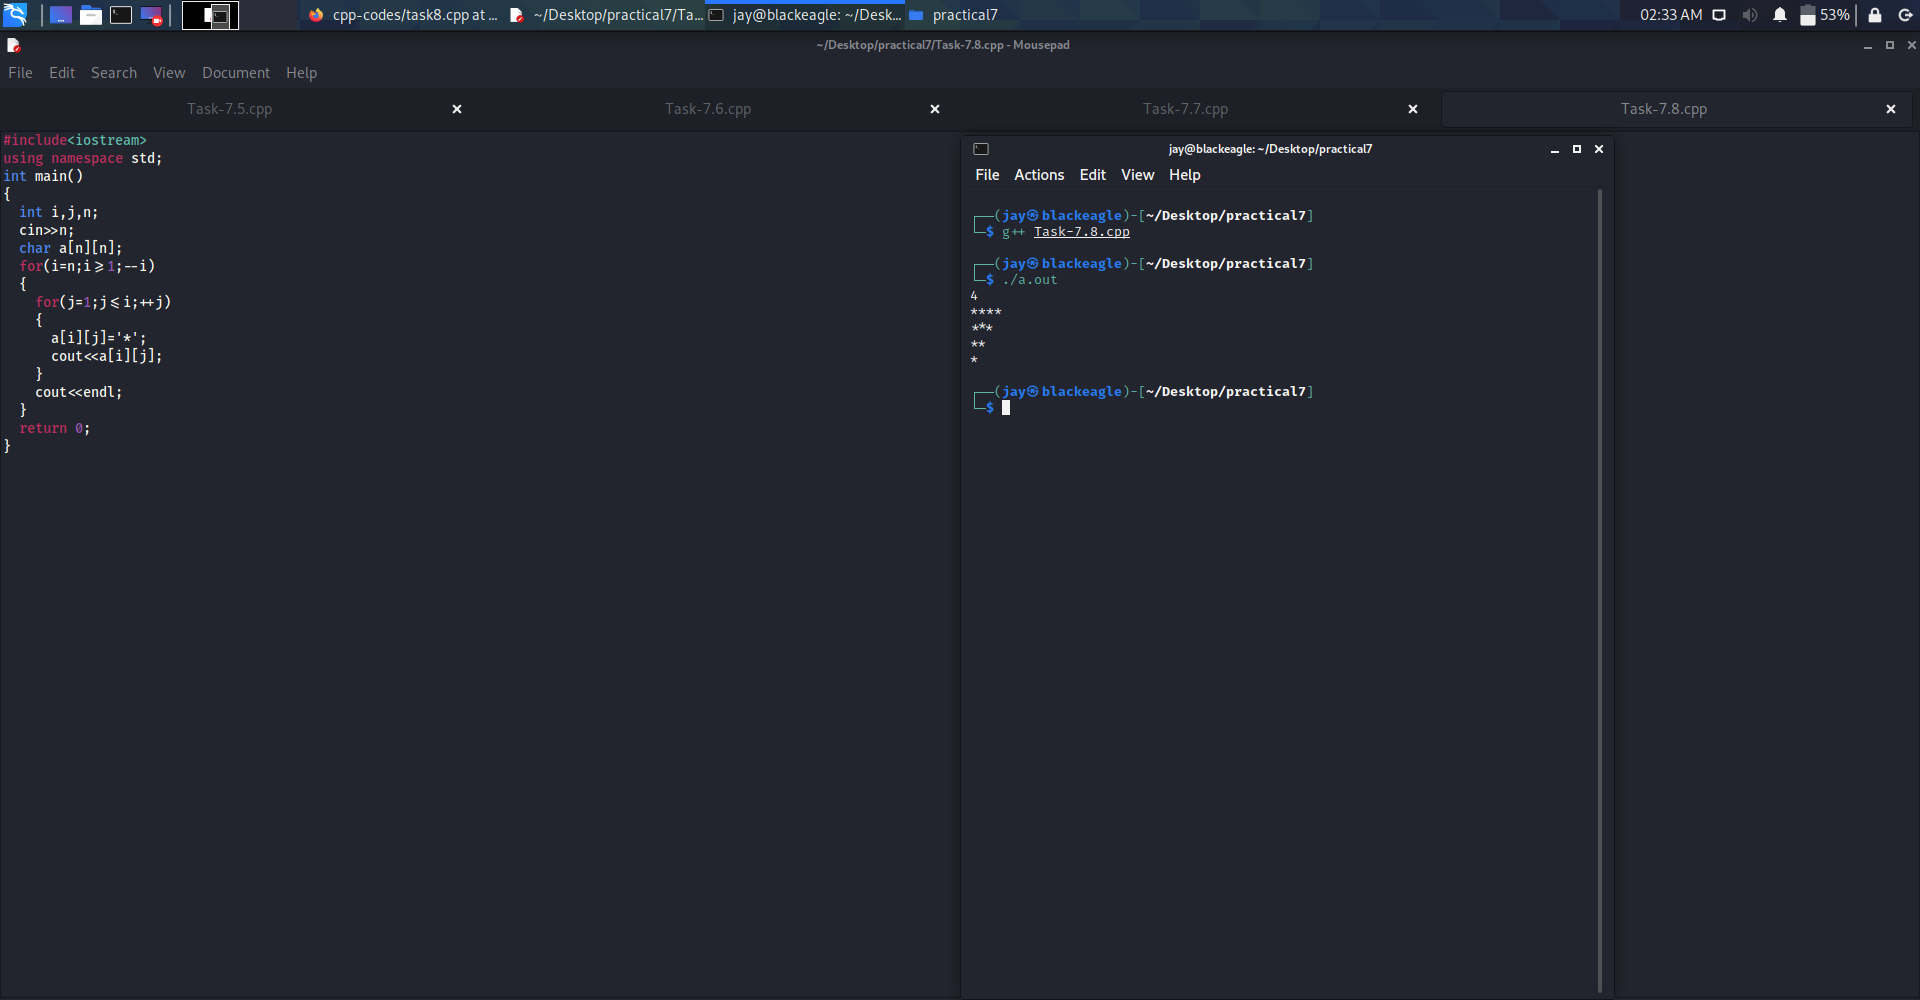 cpp-codes/task8.cpp at ...
~/Desktop/practical7/Ta...
jay@blackeagle: ~/Desk...
practical7
02:33 AM
53%
~/Desktop/practical7/Task-7.8.cpp - Mousepad
File Edit Search View Document Help
Task-7.5.cpp
Task-7.6.cpp
Task-7.7.cpp
Task-7.8.cpp
#include<iostream>
using namespace std;
int main()
{
  int i,j,n;
  cin>>n;
  char a[n][n];
  for(i=n;i>=1;--i)
  {
    for(j=1;j<=i;++j)
    {
      a[i][j]='*';
      cout<<a[i][j];
    }
    cout<<endl;
  }
  return 0;
}
jay@blackeagle: ~/Desktop/practical7
File Actions Edit View Help
┌──(jay㉿blackeagle)-[~/Desktop/practical7]
└─$ g++ Task-7.8.cpp
┌──(jay㉿blackeagle)-[~/Desktop/practical7]
└─$ ./a.out
4
****
***
**
*
┌──(jay㉿blackeagle)-[~/Desktop/practical7]
└─$